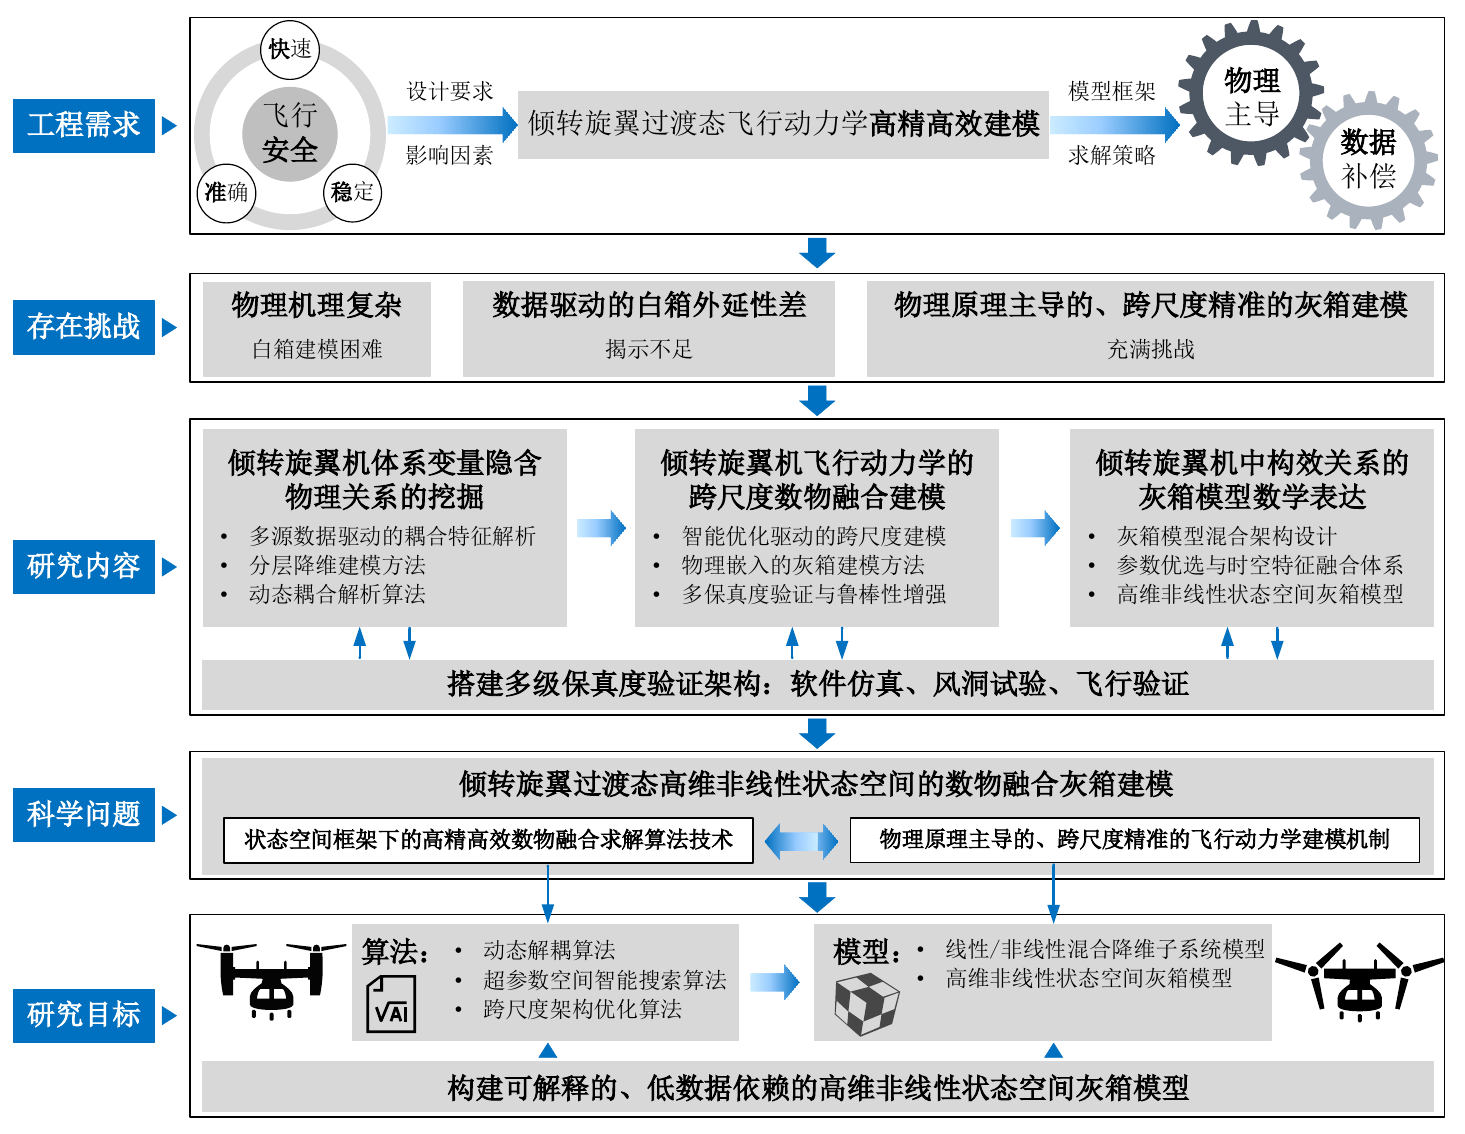 工程需求
快速
飞行
安全
准确
稳定
设计要求
影响因素
倾转旋翼过渡态飞行动力学高精高效建模
模型框架
求解策略
物理
主导
数据
补偿
存在挑战
物理机理复杂
白箱建模困难
数据驱动的白箱外延性差
揭示不足
物理原理主导的、跨尺度精准的灰箱建模
充满挑战
研究内容
倾转旋翼机体系变量隐含
物理关系的挖掘
• 多源数据驱动的耦合特征解析
• 分层降维建模方法
• 动态耦合解析算法
倾转旋翼机飞行动力学的
跨尺度数物融合建模
• 智能优化驱动的跨尺度建模
• 物理嵌入的灰箱建模方法
• 多保真度验证与鲁棒性增强
倾转旋翼机中构效关系的
灰箱模型数学表达
• 灰箱模型混合架构设计
• 参数优选与时空特征融合体系
• 高维非线性状态空间灰箱模型
搭建多级保真度验证架构：软件仿真、风洞试验、飞行验证
科学问题
倾转旋翼过渡态高维非线性状态空间的数物融合灰箱建模
状态空间框架下的高精高效数物融合求解算法技术
物理原理主导的、跨尺度精准的飞行动力学建模机制
研究目标
算法：
• 动态解耦算法
• 超参数空间智能搜索算法
• 跨尺度架构优化算法
√AI
模型：
• 线性/非线性混合降维子系统模型
• 高维非线性状态空间灰箱模型
构建可解释的、低数据依赖的高维非线性状态空间灰箱模型